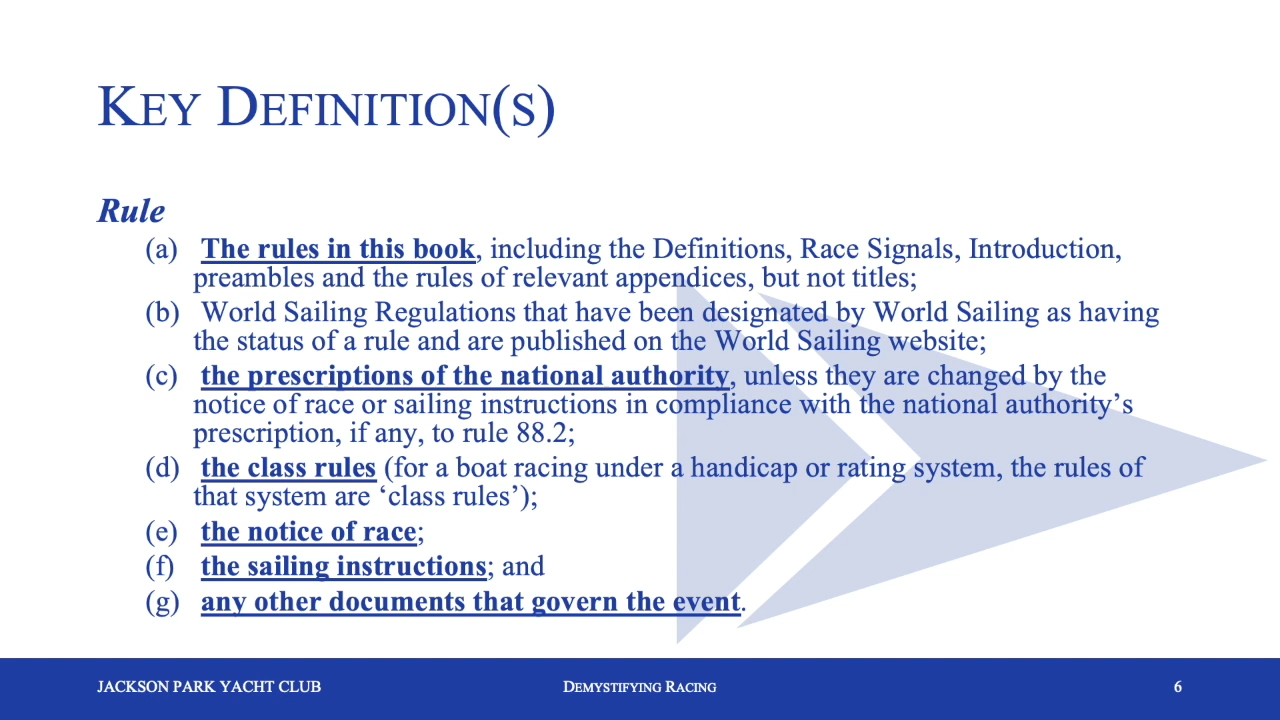 KEY DEFINITION(S)
Rule
(a) The rules in this book, including the Definitions, Race Signals, Introduction,
preambles and the rules of relevant appendices, but not titles;
(b) World Sailing Regulations that have been designated by World Sailing as having
the status of a rule and are published on the World Sailing website;
(c) the prescriptions of the national authority, unless they are changed by the
notice of race or sailing instructions in compliance with the national authority’s
prescription, if any, to rule 88.2;
(d) the class rules (for a boat racing under a handicap or rating system, the rules of
that system are ‘class rules’);
(e) the notice of race;
(f) the sailing instructions; and
(g) any other documents that govern the event.
JACKSON PARK YACHT CLUB
DEMYSTIFYING RACING
6